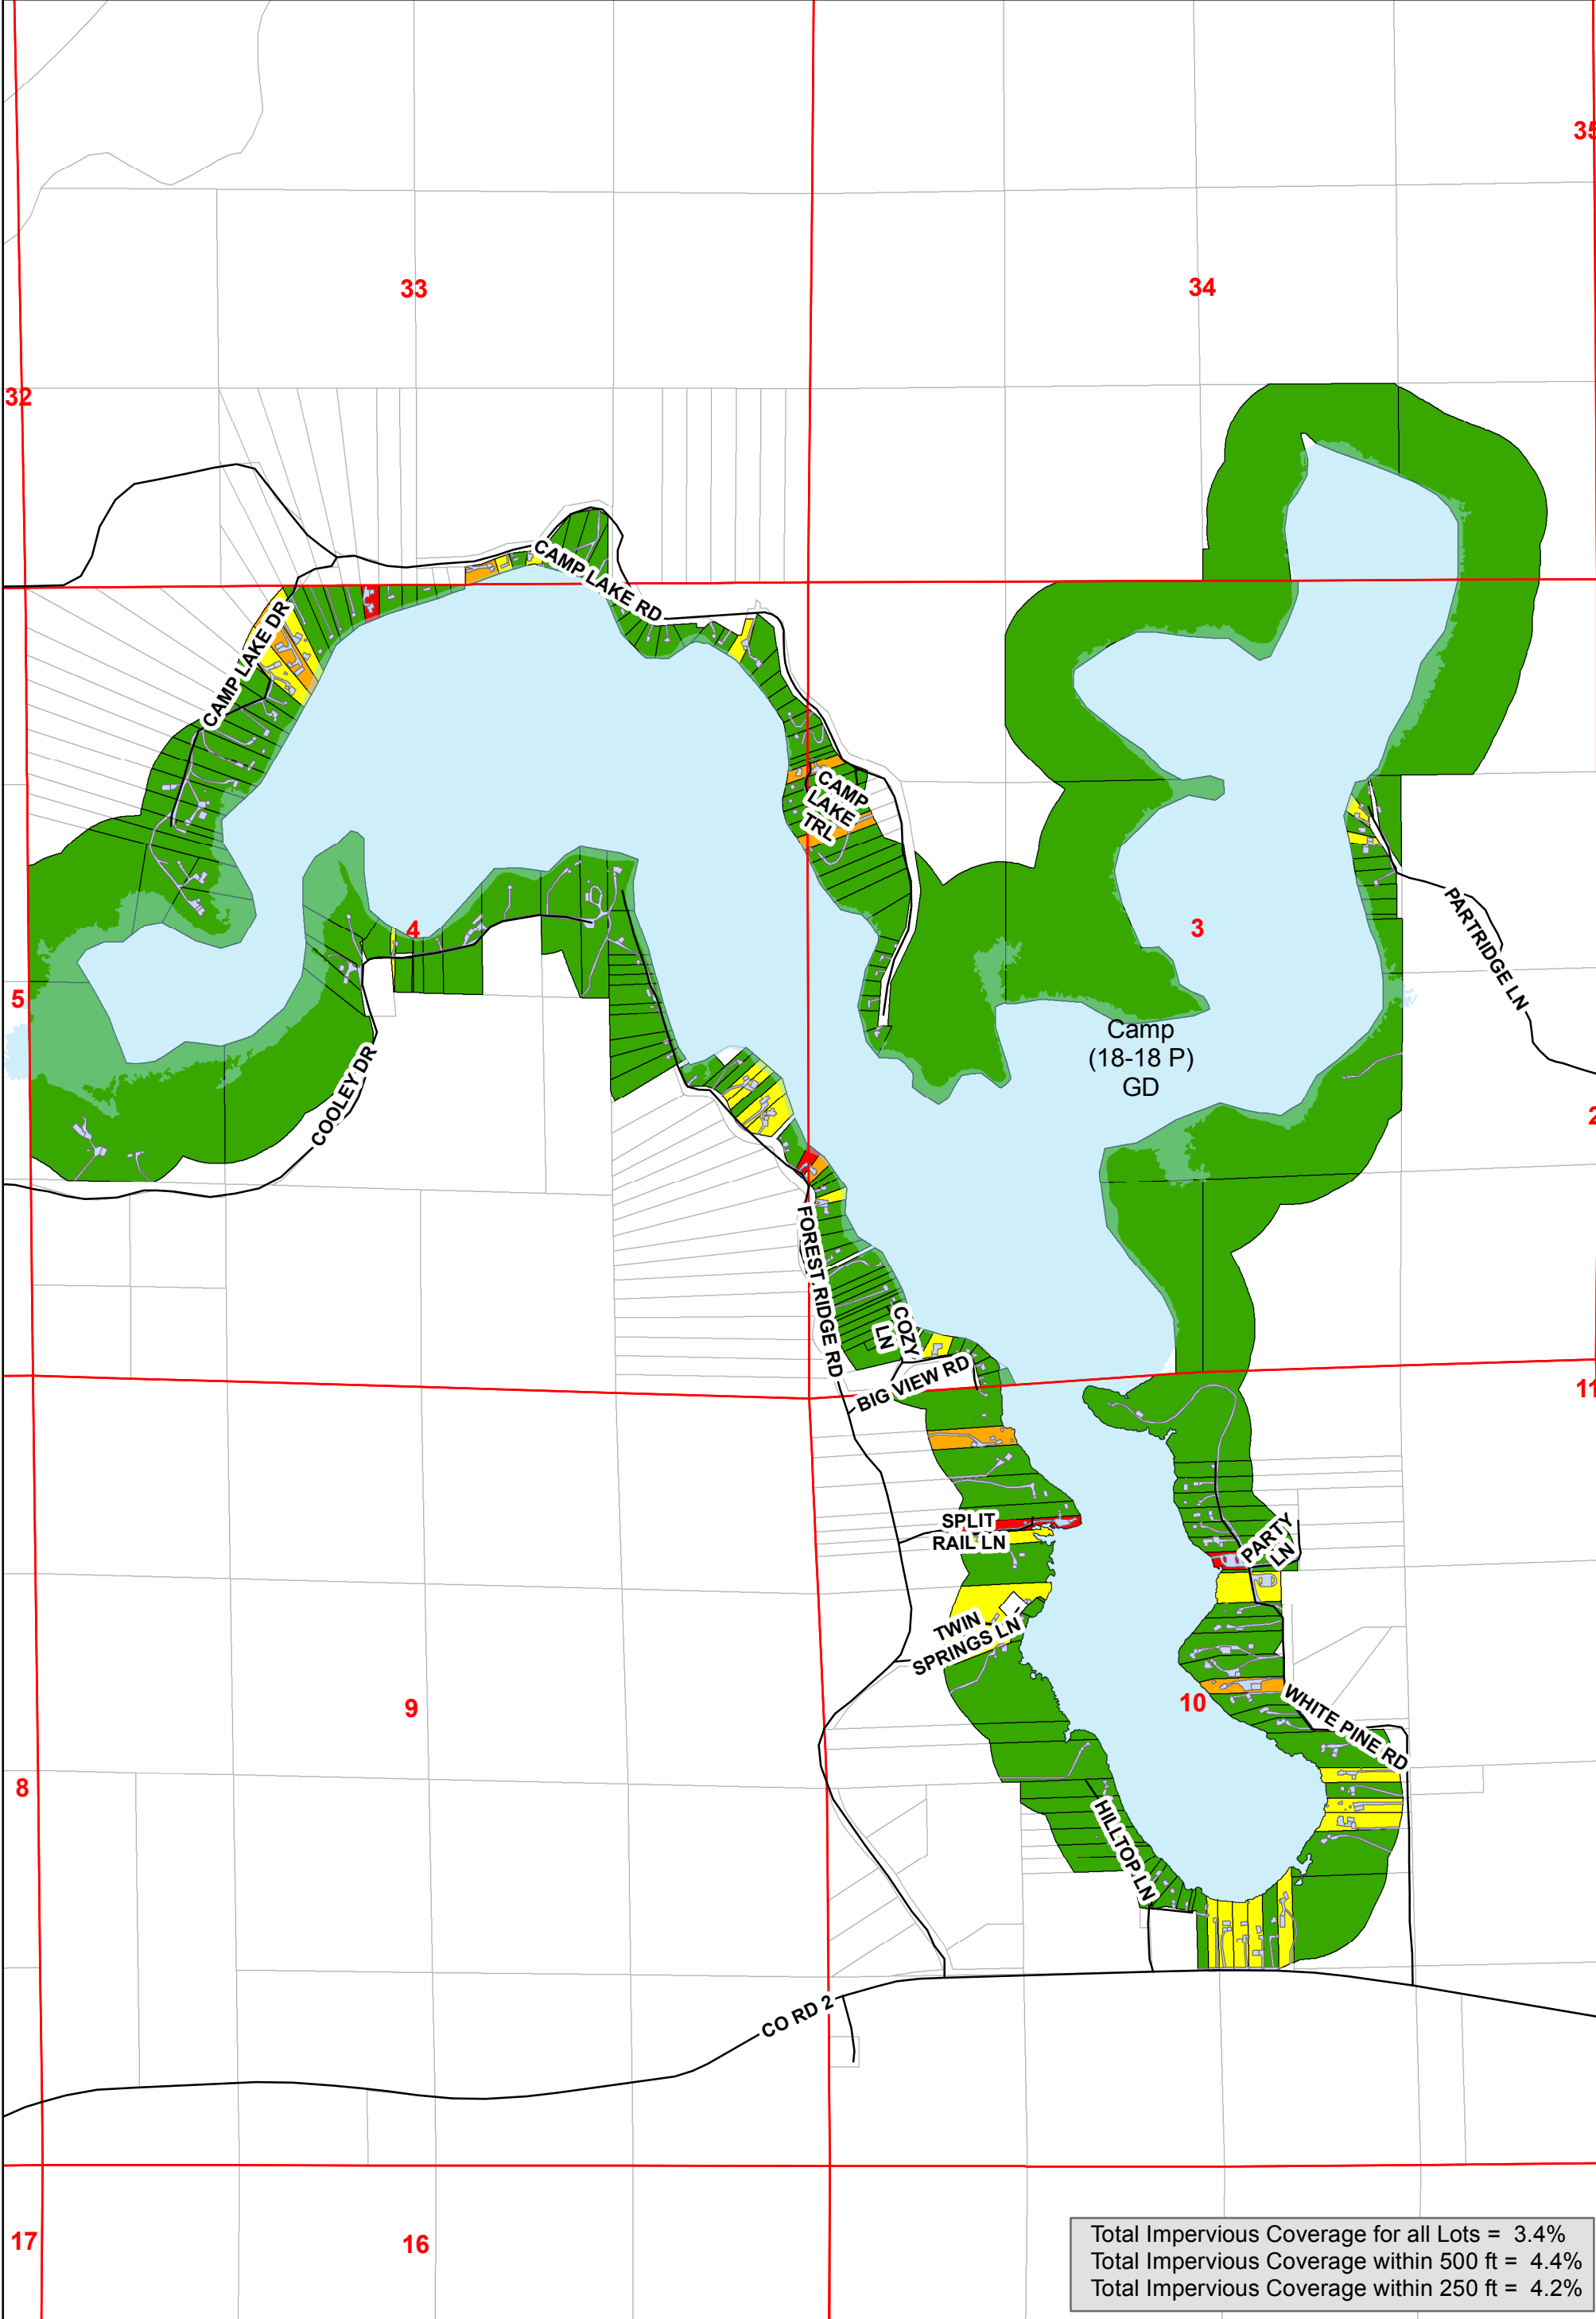 35
33
34
32
CAMP LAKE RD
CAMP LAKE DR
CAMP
LAKE
TRL
4
3
PARTRIDGE LN
5
Camp
(18-18 P)
GD
COOLEY DR
2
FOREST RIDGE RD
COZY
LN
BIG VIEW RD
11
SPLIT
RAIL LN
PARTY
LN
TWIN
SPRINGS LN
9
10
WHITE PINE RD
8
HILLTOP LN
CO RD 2
17
16
Total Impervious Coverage for all Lots = 3.4%
Total Impervious Coverage within 500 ft = 4.4%
Total Impervious Coverage within 250 ft = 4.2%